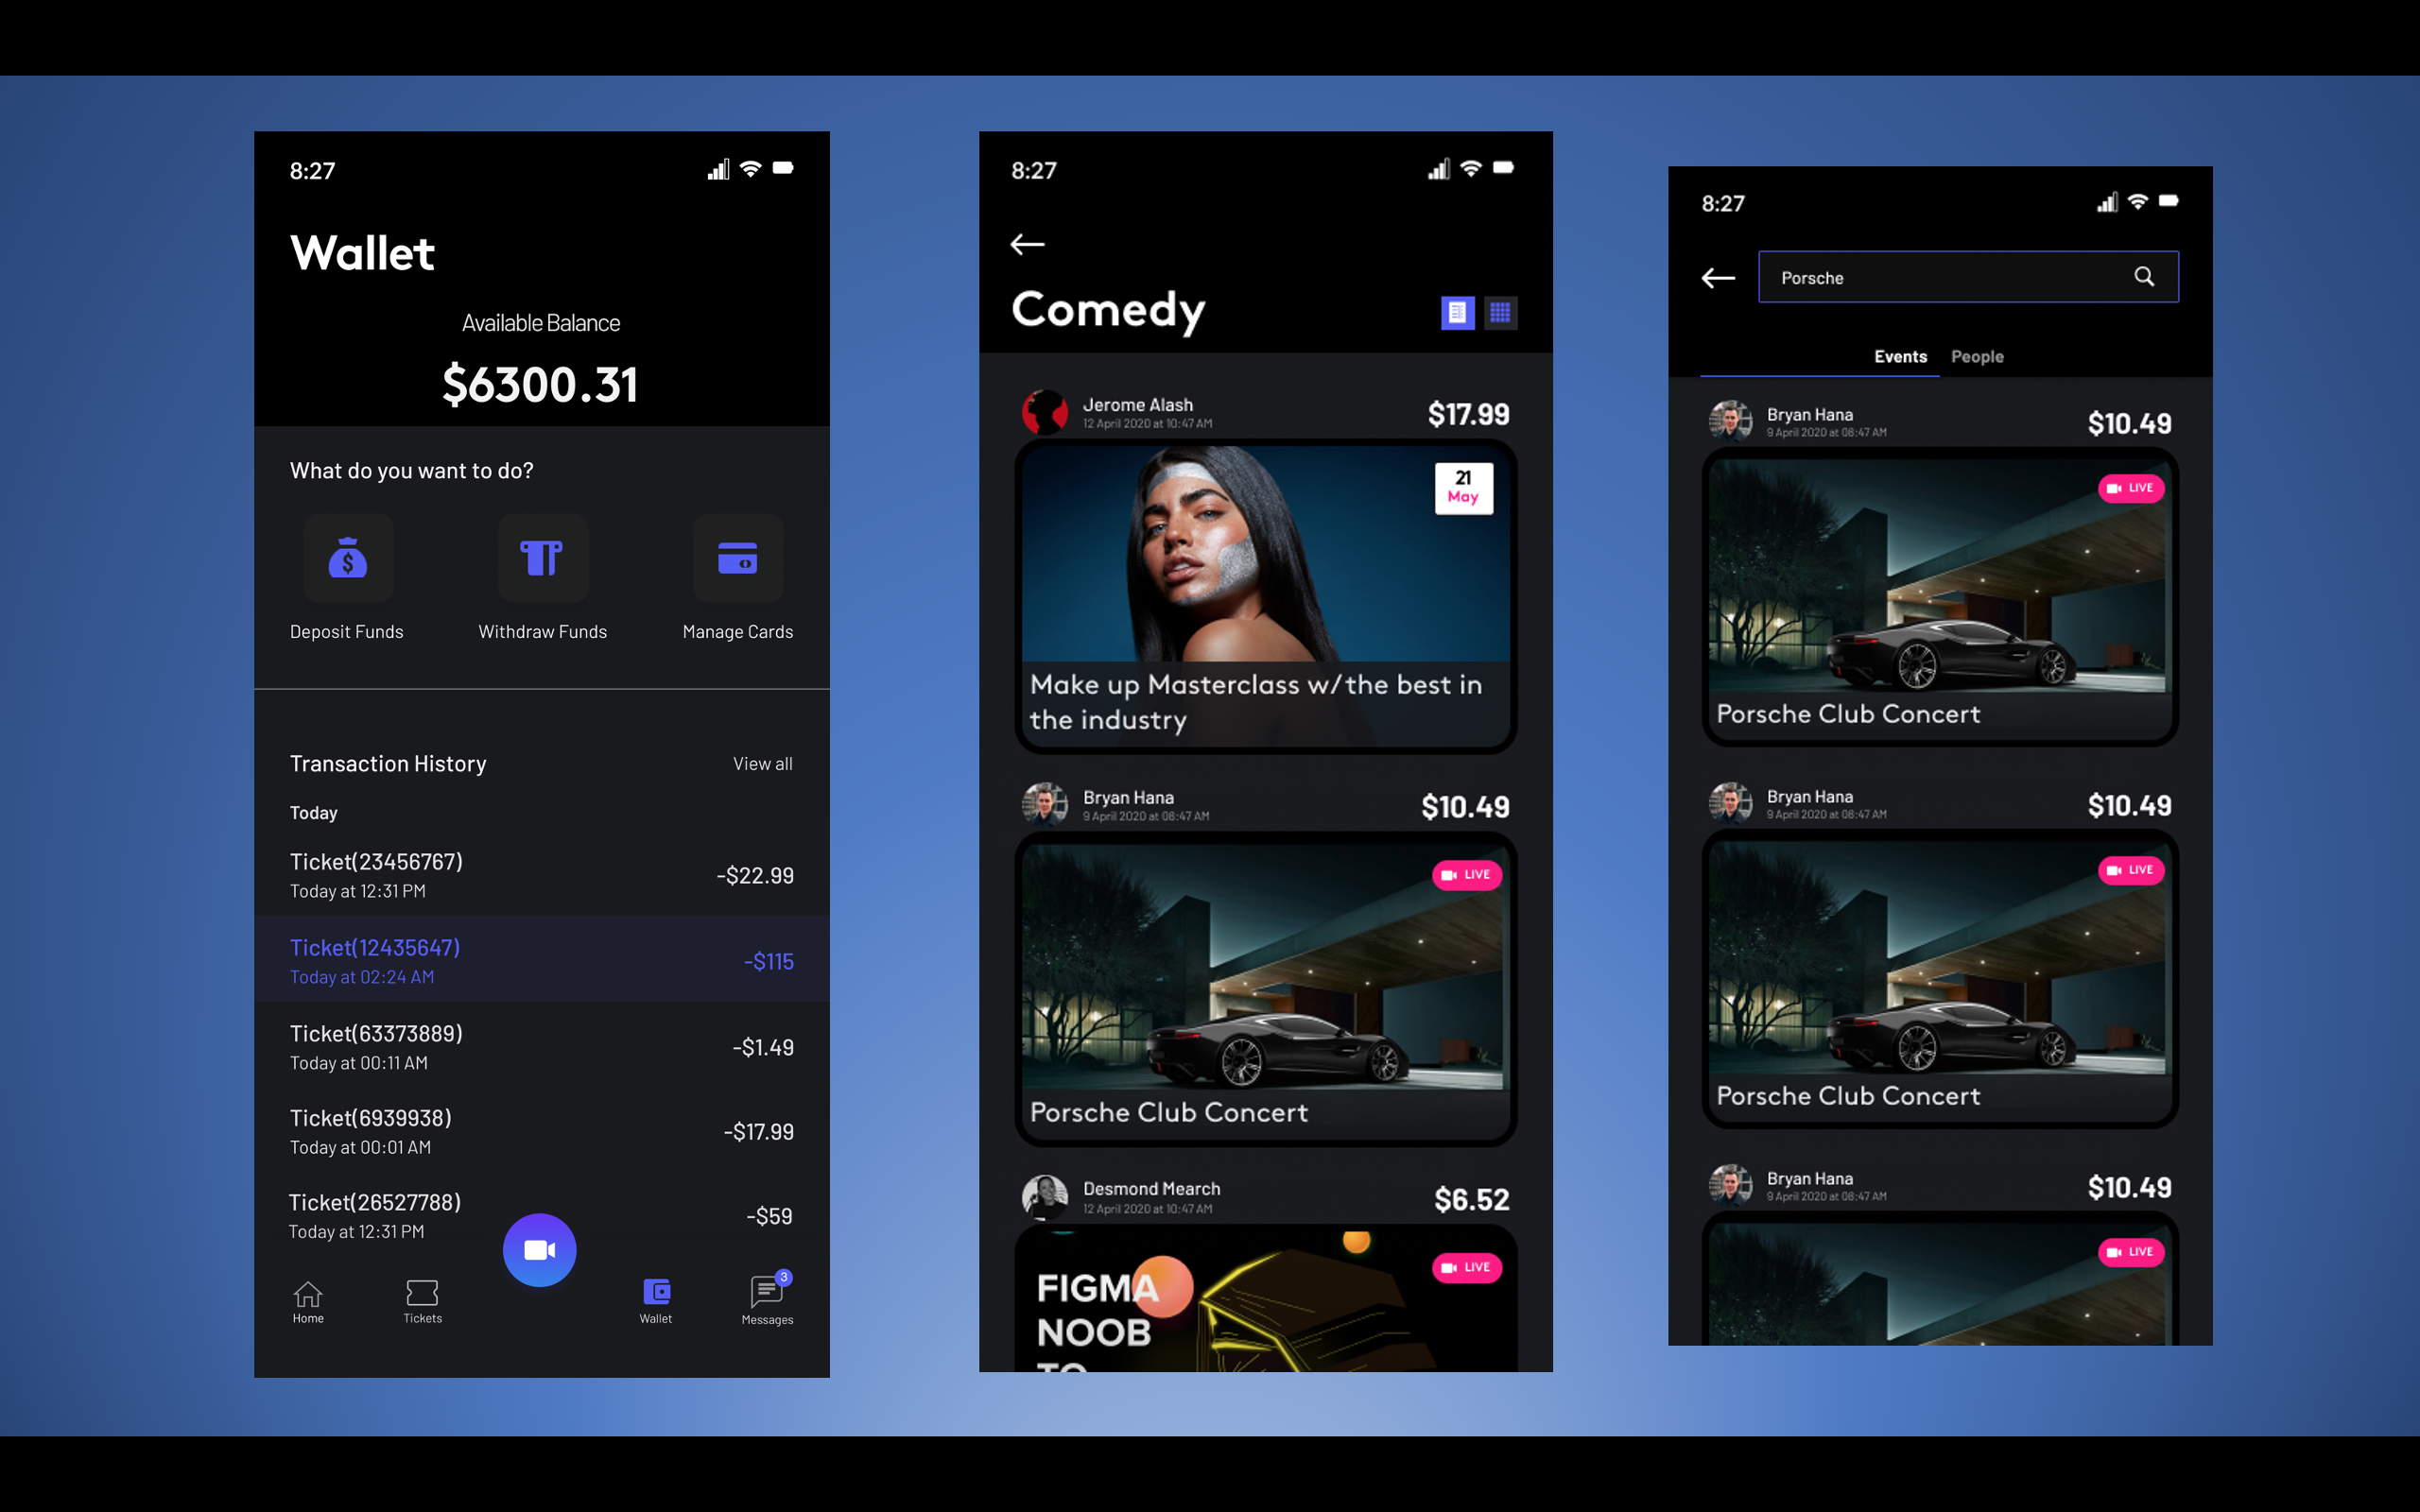 8:27
Wallet
Available Balance
$6300.31
What do you want to do?
Deposit Funds
Withdraw Funds
Manage Cards
Transaction History
View all
Today
Ticket(23456767)
Today at 12:31 PM
-$22.99
Ticket(12435647)
Today at 02:24 AM
-$115
Ticket(63373889)
Today at 00:11 AM
-$1.49
Ticket(6939938)
Today at 00:01 AM
-$17.99
Ticket(26527788)
Today at 12:31 PM
-$59
Home
Tickets
Wallet
3
Messages
8:27
Comedy
Jerome Alash
12 April 2020 at 10:47 AM
$17.99
21
May
Make up Masterclass w/the best in
the industry
Bryan Hana
9 April 2020 at 08:47 AM
$10.49
LIVE
Porsche Club Concert
Desmond Mearch
12 April 2020 at 10:47 AM
$6.52
LIVE
FIGMA
NOOB
TO
8:27
Porsche
Events
People
Bryan Hana
9 April 2020 at 08:47 AM
$10.49
LIVE
Porsche Club Concert
Bryan Hana
9 April 2020 at 08:47 AM
$10.49
LIVE
Porsche Club Concert
Bryan Hana
9 April 2020 at 08:47 AM
$10.49
LIVE